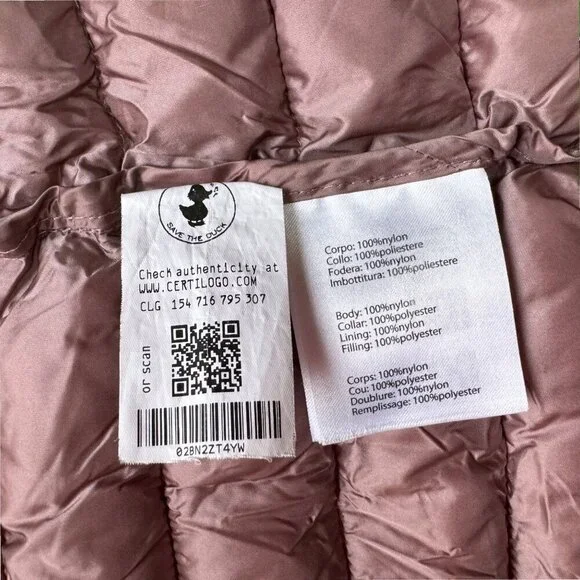 SAVE THE DUCK
Check authenticity at
WWW.CERTILOGO.COM
CLG 154 716 795 307
or scan
02BN2ZT4YW
Corpo: 100%nylon
Collo: 100%poliestere
Fodera: 100%nylon
Imbottitura: 100%poliestere
Body: 100%nylon
Collar: 100%polyester
Lining: 100%nylon
Filling: 100%polyester
Corps: 100%nylon
Cou: 100%polyester
Doublure: 100%nylon
Remplissage: 100%polyester